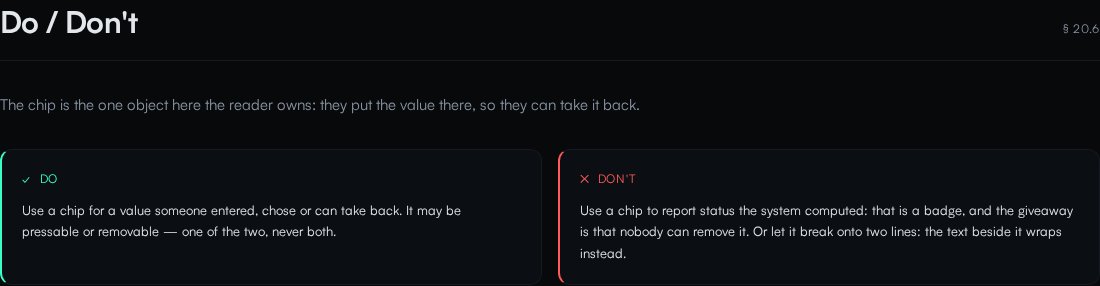 Do / Don't
§ 20.6
The chip is the one object here the reader owns: they put the value there, so they can take it back.
✓ DO
Use a chip for a value someone entered, chose or can take back. It may be
pressable or removable — one of the two, never both.
✕ DON'T
Use a chip to report status the system computed: that is a badge, and the giveaway
is that nobody can remove it. Or let it break onto two lines: the text beside it wraps
instead.